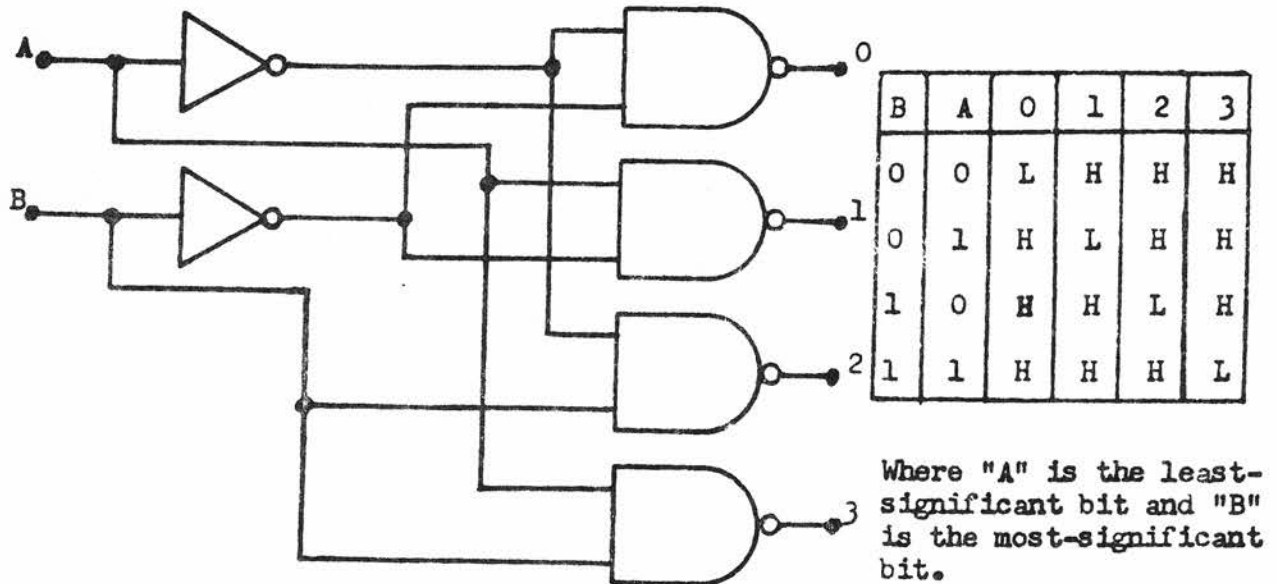 A
B
0
1
2
3
B A 0 1 2 3
0 0 L H H H
0 1 H L H H
1 0 H H L H
1 1 H H H L
Where "A" is the least-
significant bit and "B"
is the most-significant
bit.